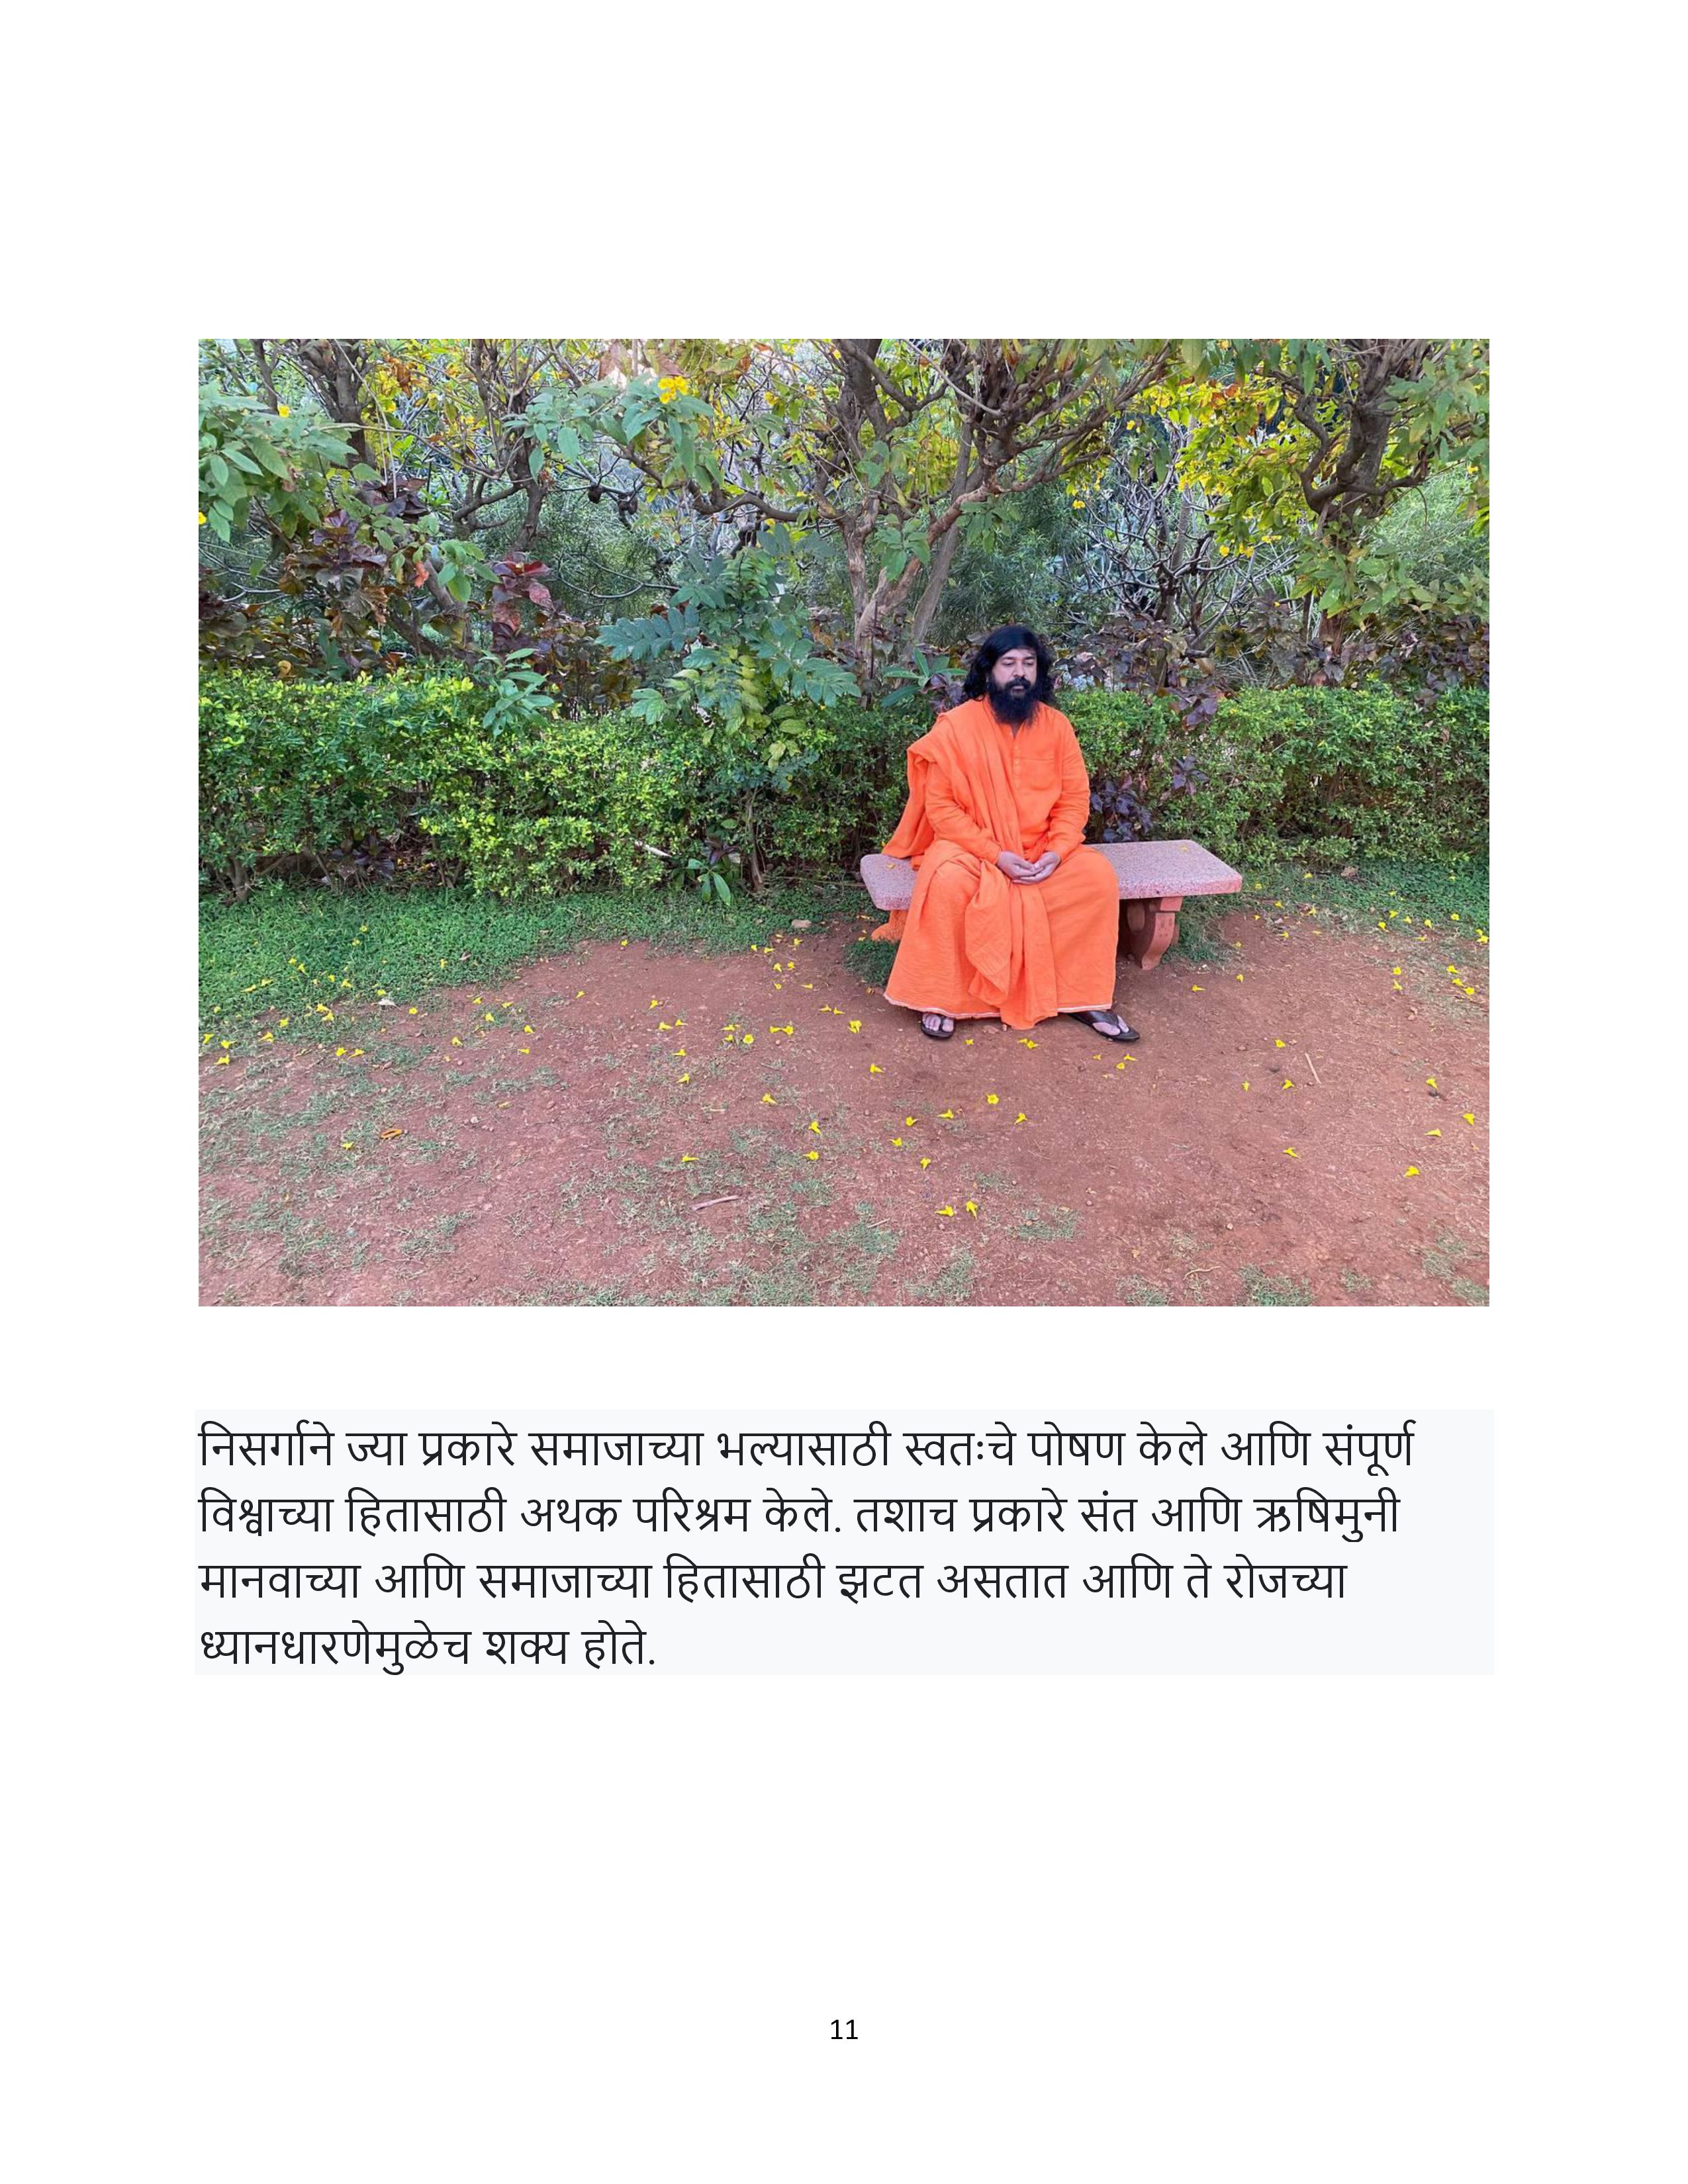 निसर्गाने ज्या प्रकारे समाजाच्या भल्यासाठी स्वतःचे पोषण केले आणि संपूर्ण
विश्वाच्या हितासाठी अथक परिश्रम केले. तशाच प्रकारे संत आणि ऋषिमुनी
मानवाच्या आणि समाजाच्या हितासाठी झटत असतात आणि ते रोजच्या
ध्यानधारणेमुळेच शक्य होते.
11